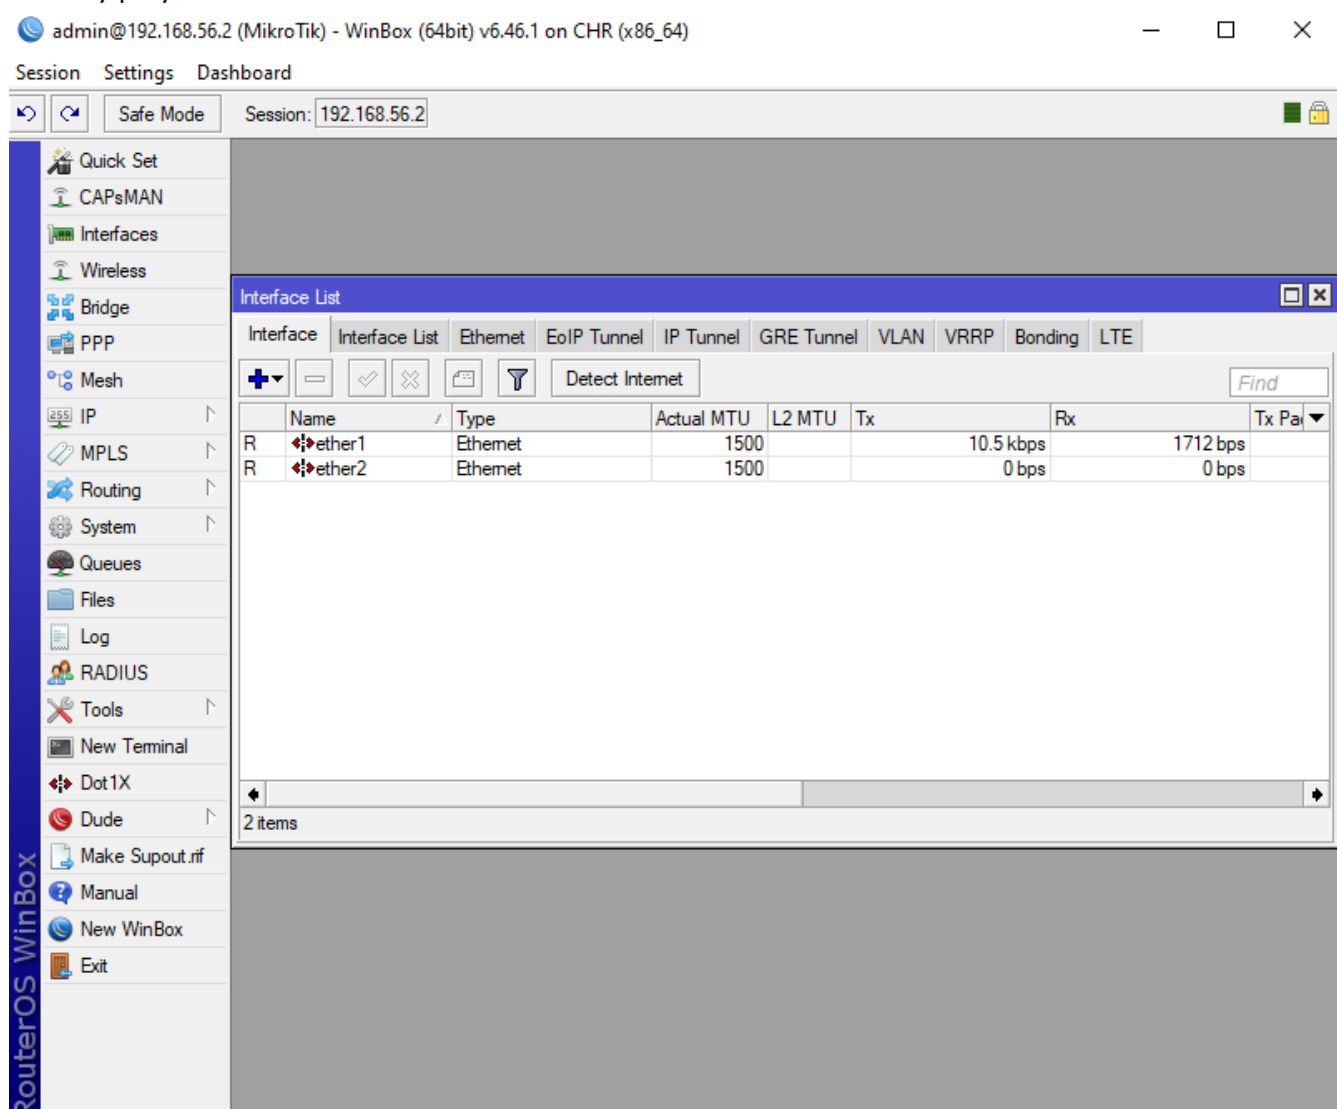 admin@192.168.56.2 (MikroTik) - WinBox (64bit) v6.46.1 on CHR (x86_64)
Session Settings Dashboard
Safe Mode Session: 192.168.56.2
Quick Set
CAPsMAN
Interfaces
Wireless
Bridge
PPP
Mesh
IP
MPLS
Routing
System
Queues
Files
Log
RADIUS
Tools
New Terminal
Dot1X
Dude
Make Supout.rif
Manual
New WinBox
Exit
RouterOS WinBox
Interface List
Interface Interface List Ethernet EoIP Tunnel IP Tunnel GRE Tunnel VLAN VRRP Bonding LTE
Detect Internet Find
Name Type Actual MTU L2 MTU Tx Rx Tx Pa
R ether1 Ethernet 1500 10.5 kbps 1712 bps
R ether2 Ethernet 1500 0 bps 0 bps
2 items